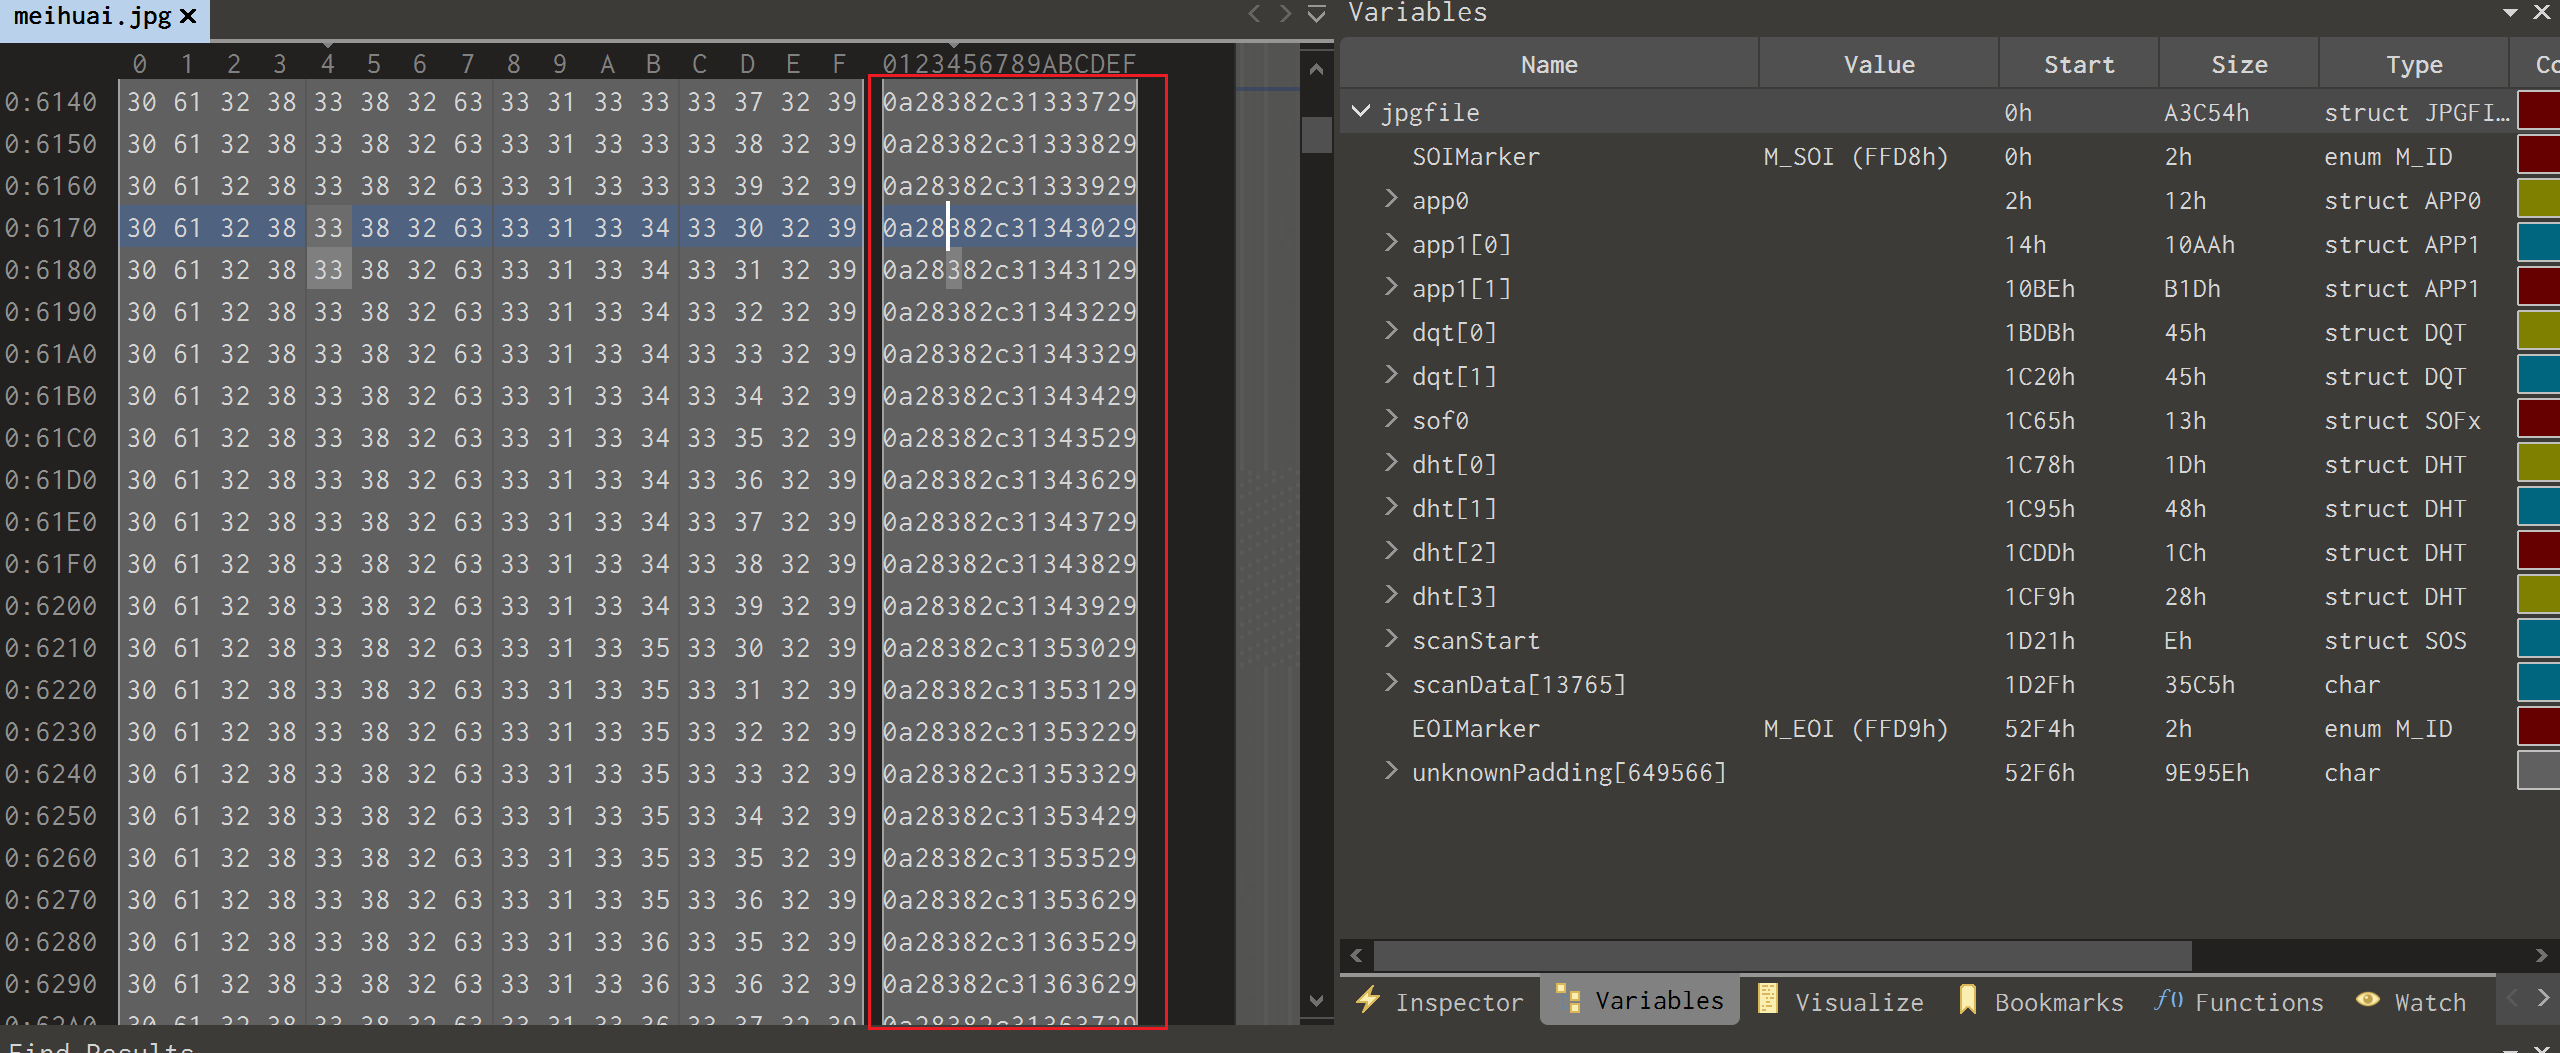 meihuai.jpg
0 1 2 3 4 5 6 7 8 9 A B C D E F 0123456789ABCDEF
0:6140 30 61 32 38 33 38 32 63 33 31 33 33 33 37 32 39 0a28382c31333729
0:6150 30 61 32 38 33 38 32 63 33 31 33 33 33 38 32 39 0a28382c31333829
0:6160 30 61 32 38 33 38 32 63 33 31 33 33 33 39 32 39 0a28382c31333929
0:6170 30 61 32 38 33 38 32 63 33 31 33 34 33 30 32 39 0a28382c31343029
0:6180 30 61 32 38 33 38 32 63 33 31 33 34 33 31 32 39 0a28382c31343129
0:6190 30 61 32 38 33 38 32 63 33 31 33 34 33 32 32 39 0a28382c31343229
0:61A0 30 61 32 38 33 38 32 63 33 31 33 34 33 33 32 39 0a28382c31343329
0:61B0 30 61 32 38 33 38 32 63 33 31 33 34 33 34 32 39 0a28382c31343429
0:61C0 30 61 32 38 33 38 32 63 33 31 33 34 33 35 32 39 0a28382c31343529
0:61D0 30 61 32 38 33 38 32 63 33 31 33 34 33 36 32 39 0a28382c31343629
0:61E0 30 61 32 38 33 38 32 63 33 31 33 34 33 37 32 39 0a28382c31343729
0:61F0 30 61 32 38 33 38 32 63 33 31 33 34 33 38 32 39 0a28382c31343829
0:6200 30 61 32 38 33 38 32 63 33 31 33 34 33 39 32 39 0a28382c31343929
0:6210 30 61 32 38 33 38 32 63 33 31 33 35 33 30 32 39 0a28382c31353029
0:6220 30 61 32 38 33 38 32 63 33 31 33 35 33 31 32 39 0a28382c31353129
0:6230 30 61 32 38 33 38 32 63 33 31 33 35 33 32 32 39 0a28382c31353229
0:6240 30 61 32 38 33 38 32 63 33 31 33 35 33 33 32 39 0a28382c31353329
0:6250 30 61 32 38 33 38 32 63 33 31 33 35 33 34 32 39 0a28382c31353429
0:6260 30 61 32 38 33 38 32 63 33 31 33 35 33 35 32 39 0a28382c31353529
0:6270 30 61 32 38 33 38 32 63 33 31 33 35 33 36 32 39 0a28382c31353629
0:6280 30 61 32 38 33 38 32 63 33 31 33 36 33 35 32 39 0a28382c31363529
0:6290 30 61 32 38 33 38 32 63 33 31 33 36 33 36 32 39 0a28382c31363629
0:62A0 30 61 32 38 33 38 32 63 33 31 33 36 33 37 32 39 0a28382c31363729
Find Results
Variables
Name Value Start Size Type Co
jpgfile 0h A3C54h struct JPGFI...
SOIMarker M_SOI (FFD8h) 0h 2h enum M_ID
app0 2h 12h struct APP0
app1[0] 14h 10AAh struct APP1
app1[1] 10BEh B1Dh struct APP1
dqt[0] 1BDBh 45h struct DQT
dqt[1] 1C20h 45h struct DQT
sof0 1C65h 13h struct SOFx
dht[0] 1C78h 1Dh struct DHT
dht[1] 1C95h 48h struct DHT
dht[2] 1CDDh 1Ch struct DHT
dht[3] 1CF9h 28h struct DHT
scanStart 1D21h Eh struct SOS
scanData[13765] 1D2Fh 35C5h char
EOIMarker M_EOI (FFD9h) 52F4h 2h enum M_ID
unknownPadding[649566] 52F6h 9E95Eh char
Inspector Variables Visualize Bookmarks f() Functions Watch